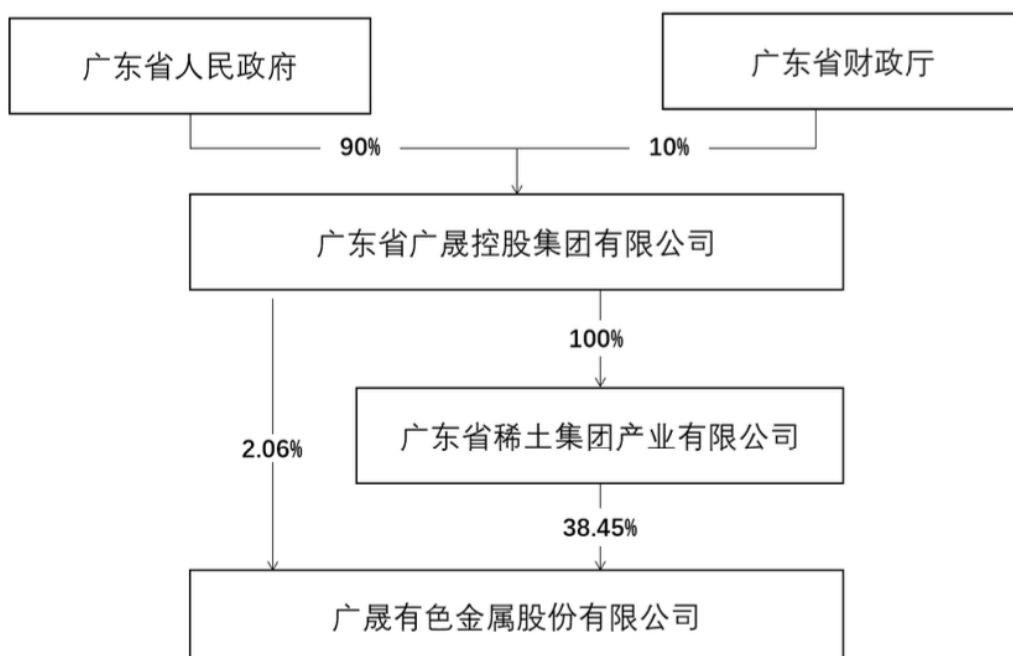 广东省人民政府
广东省财政厅
90%
10%
广东省广晟控股集团有限公司
100%
广东省稀土集团产业有限公司
2.06%
38.45%
广晟有色金属股份有限公司